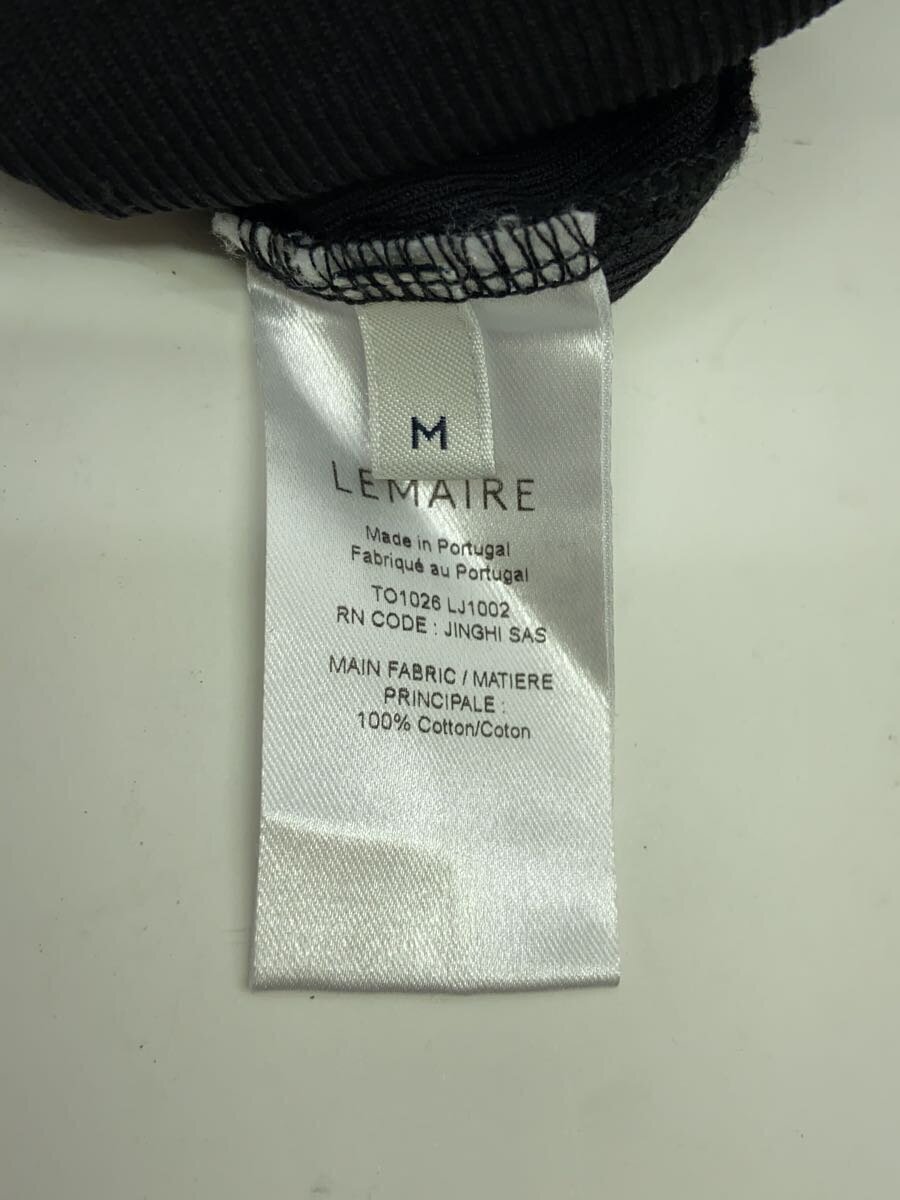 M
LEMAIRE
Made in Portugal
Fabriqué au Portugal
TO1026 LJ1002
RN CODE : JINGHI SAS
MAIN FABRIC / MATIERE
PRINCIPALE :
100% Cotton/Coton